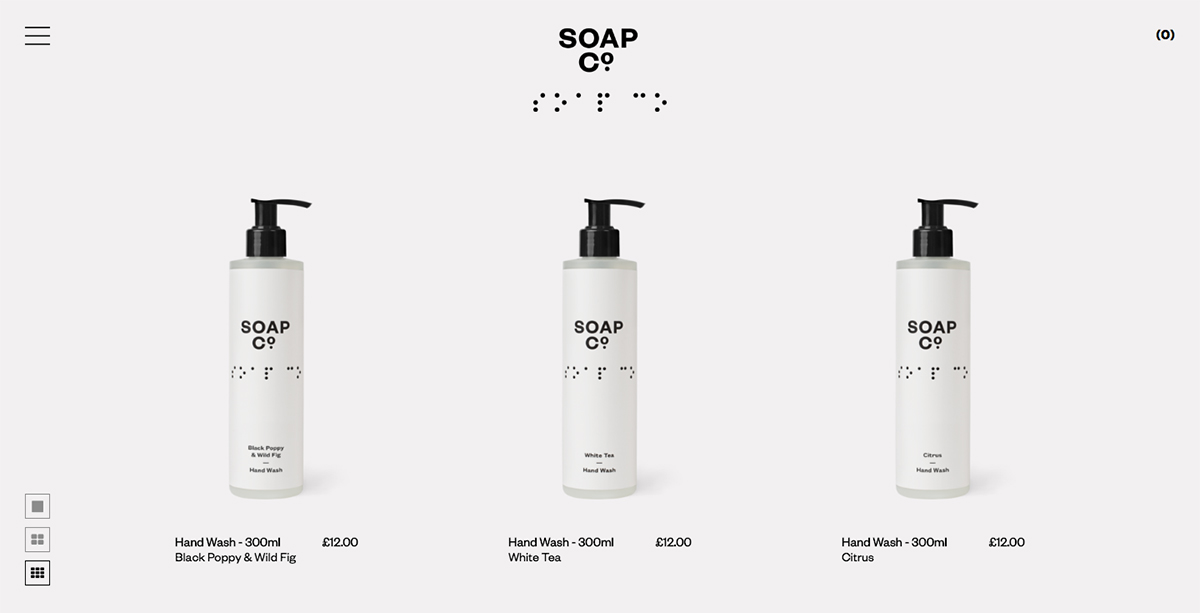 SOAP
Cº
(0)
⠎⠕⠁⠏ ⠉⠕
SOAP
Cº
⠎⠕⠁⠏ ⠉⠕
Black Poppy
& Wild Fig
—
Hand Wash
SOAP
Cº
⠎⠕⠁⠏ ⠉⠕
White Tea
—
Hand Wash
SOAP
Cº
⠎⠕⠁⠏ ⠉⠕
Citrus
—
Hand Wash
Hand Wash - 300ml £12.00
Black Poppy & Wild Fig
Hand Wash - 300ml £12.00
White Tea
Hand Wash - 300ml £12.00
Citrus